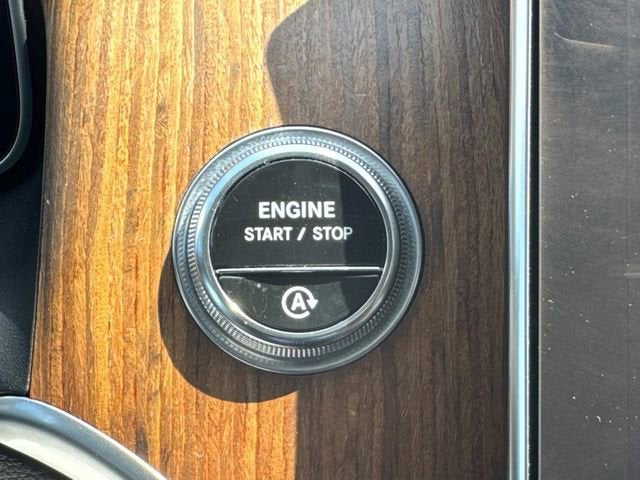 ENGINE
START / STOP
A